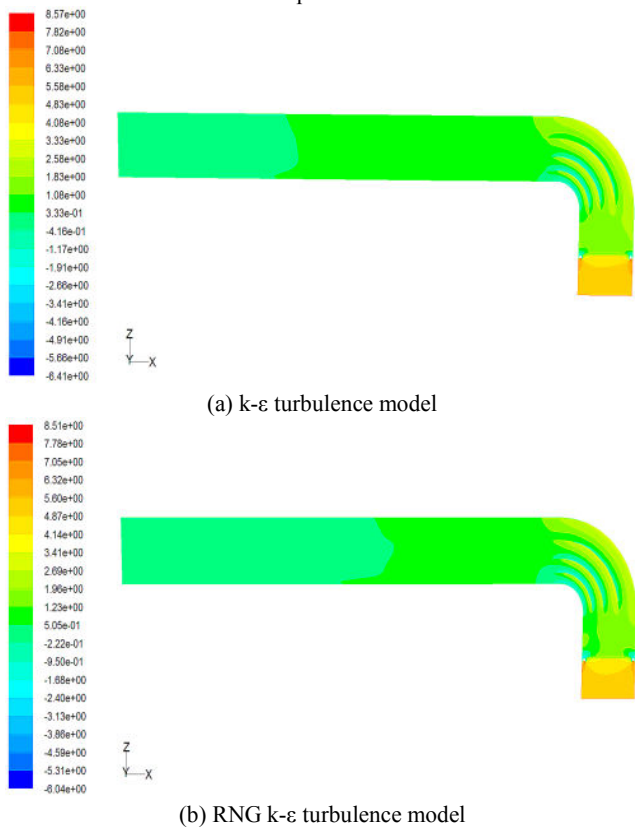 8.57e+00
7.82e+00
7.08e+00
6.33e+00
5.58e+00
4.83e+00
4.08e+00
3.33e+00
2.58e+00
1.83e+00
1.08e+00
3.33e-01
-4.16e-01
-1.17e+00
-1.91e+00
-2.66e+00
-3.41e+00
-4.16e+00
-4.91e+00
-5.66e+00
-6.41e+00
Z
Y X
(a) k-ε turbulence model
8.51e+00
7.78e+00
7.05e+00
6.32e+00
5.60e+00
4.87e+00
4.14e+00
3.41e+00
2.69e+00
1.96e+00
1.23e+00
5.05e-01
-2.22e-01
-9.50e-01
-1.68e+00
-2.40e+00
-3.13e+00
-3.86e+00
-4.59e+00
-5.31e+00
-6.04e+00
Z
Y X
(b) RNG k-ε turbulence model